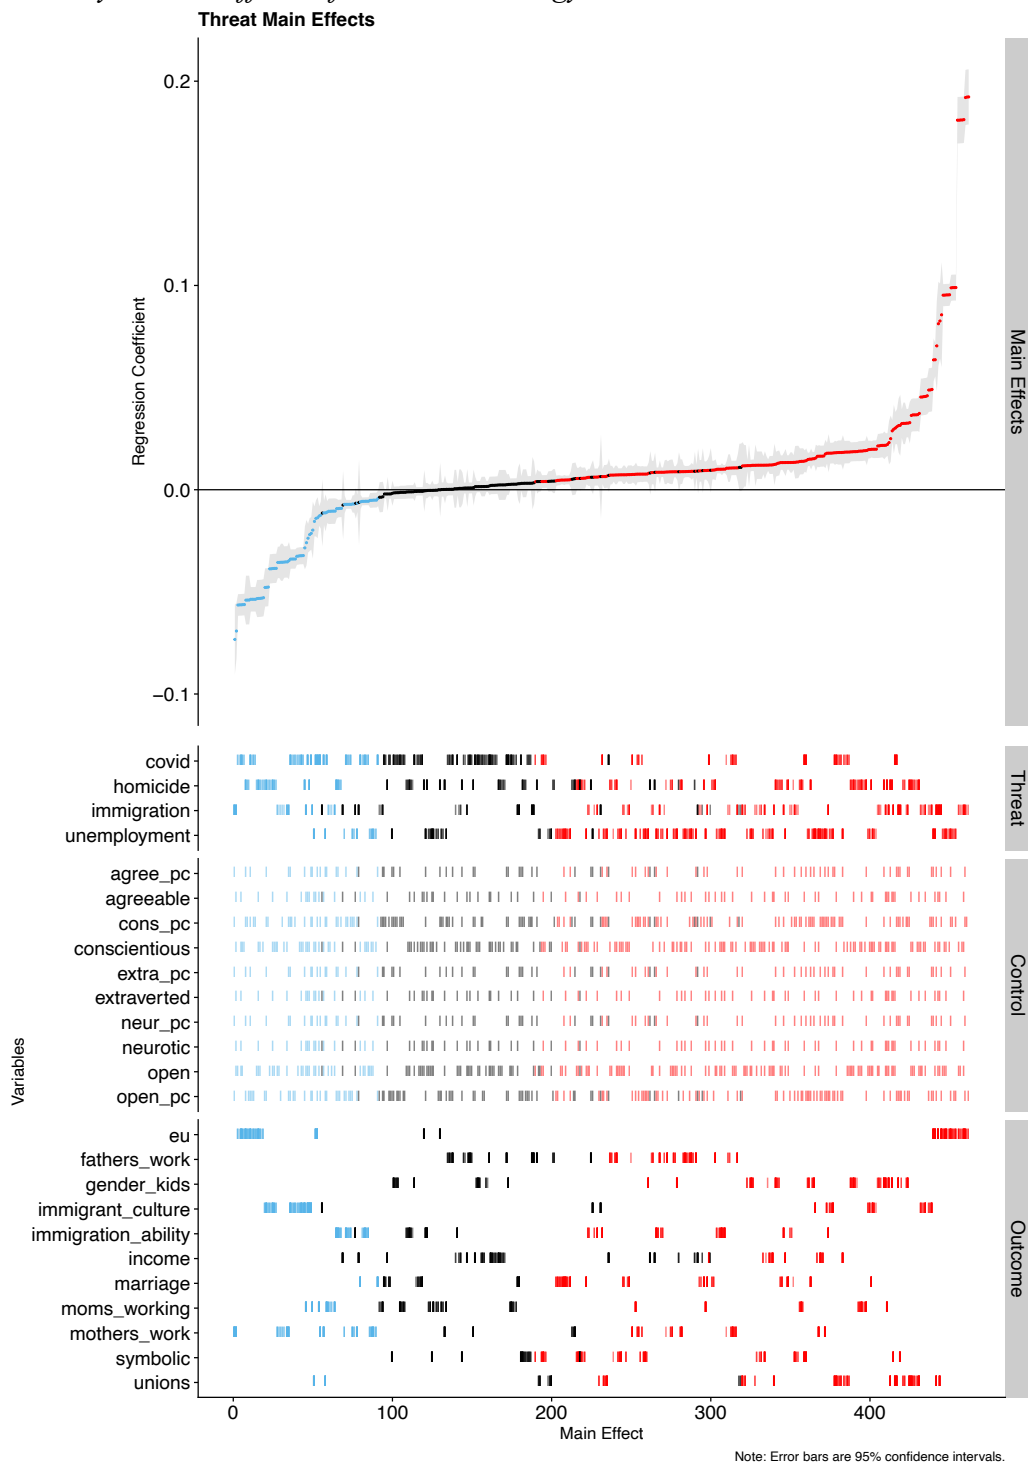 Threat Main Effects
0.2
0.1
0.0
−0.1
Regression Coefficient
Main Effects
covid
homicide
immigration
unemployment
Threat
agree_pc
agreeable
cons_pc
conscientious
extra_pc
extraverted
neur_pc
neurotic
open
open_pc
Control
Variables
eu
fathers_work
gender_kids
immigrant_culture
immigration_ability
income
marriage
moms_working
mothers_work
symbolic
unions
Outcome
0 100 200 300 400
Main Effect
Note: Error bars are 95% confidence intervals.